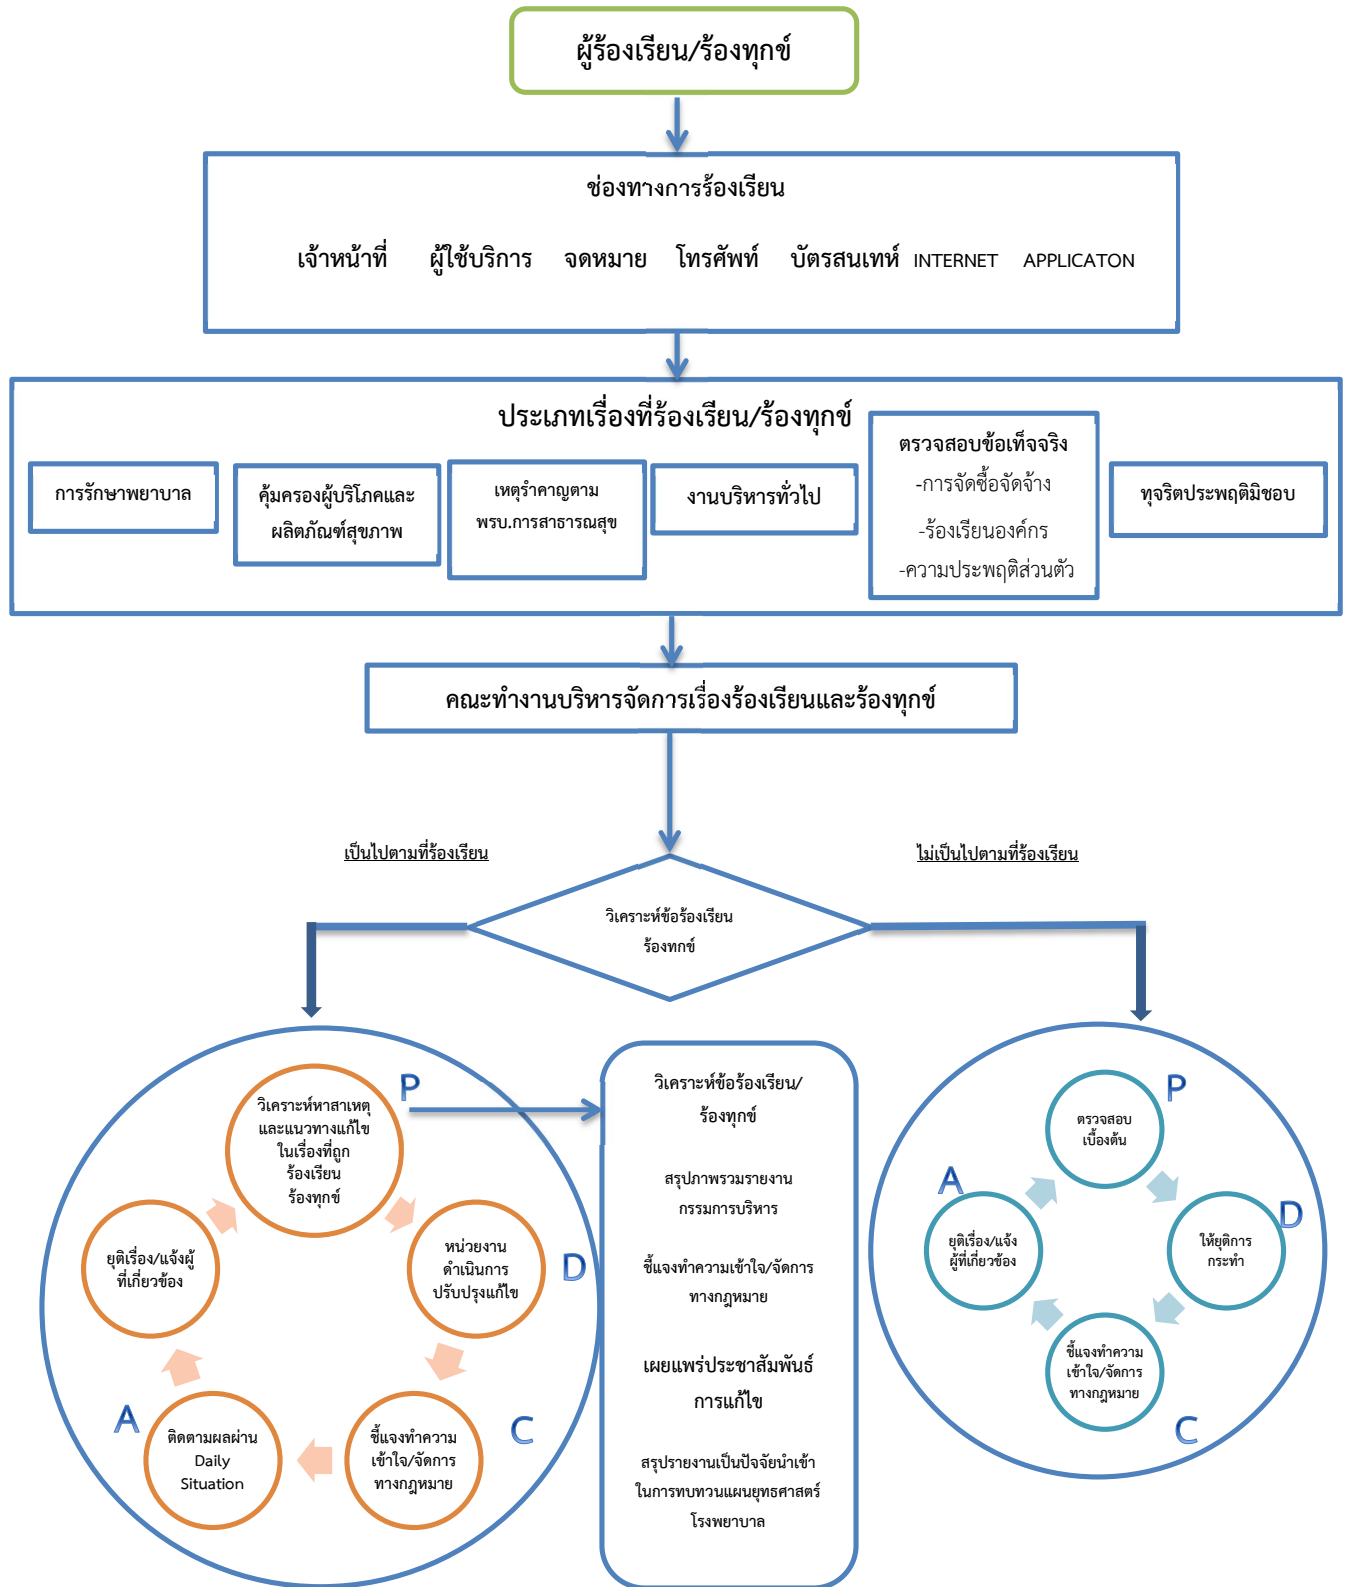 ผู้ร้องเรียน/ร้องทุกข์
ช่องทางการร้องเรียน
เจ้าหน้าที่ ผู้ใช้บริการ จดหมาย โทรศัพท์ บัตรสนเทห์ INTERNET APPLICATON
ประเภทเรื่องที่ร้องเรียน/ร้องทุกข์
การรักษาพยาบาล
คุ้มครองผู้บริโภคและ
ผลิตภัณฑ์สุขภาพ
เหตุรำคาญตาม
พรบ.การสาธารณสุข
งานบริหารทั่วไป
ตรวจสอบข้อเท็จจริง
-การจัดซื้อจัดจ้าง
-ร้องเรียนองค์กร
-ความประพฤติส่วนตัว
ทุจริตประพฤติมิชอบ
คณะทำงานบริหารจัดการเรื่องร้องเรียนและร้องทุกข์
เป็นไปตามที่ร้องเรียน
ไม่เป็นไปตามที่ร้องเรียน
วิเคราะห์ข้อร้องเรียน
ร้องทกข์
P
วิเคราะห์หาสาเหตุ
และแนวทางแก้ไข
ในเรื่องที่ถูก
ร้องเรียน
ร้องทุกข์
D
หน่วยงาน
ดำเนินการ
ปรับปรุงแก้ไข
C
ชี้แจงทำความ
เข้าใจ/จัดการ
ทางกฎหมาย
A
ติดตามผลผ่าน
Daily
Situation
ยุติเรื่อง/แจ้งผู้
ที่เกี่ยวข้อง
วิเคราะห์ข้อร้องเรียน/
ร้องทุกข์
สรุปภาพรวมรายงาน
กรรมการบริหาร
ชี้แจงทำความเข้าใจ/จัดการ
ทางกฎหมาย
เผยแพร่ประชาสัมพันธ์
การแก้ไข
สรุปรายงานเป็นปัจจัยนำเข้า
ในการทบทวนแผนยุทธศาสตร์
โรงพยาบาล
P
ตรวจสอบ
เบื้องต้น
D
ให้ยุติการ
กระทำ
C
ชี้แจงทำความ
เข้าใจ/จัดการ
ทางกฎหมาย
A
ยุติเรื่อง/แจ้ง
ผู้ที่เกี่ยวข้อง